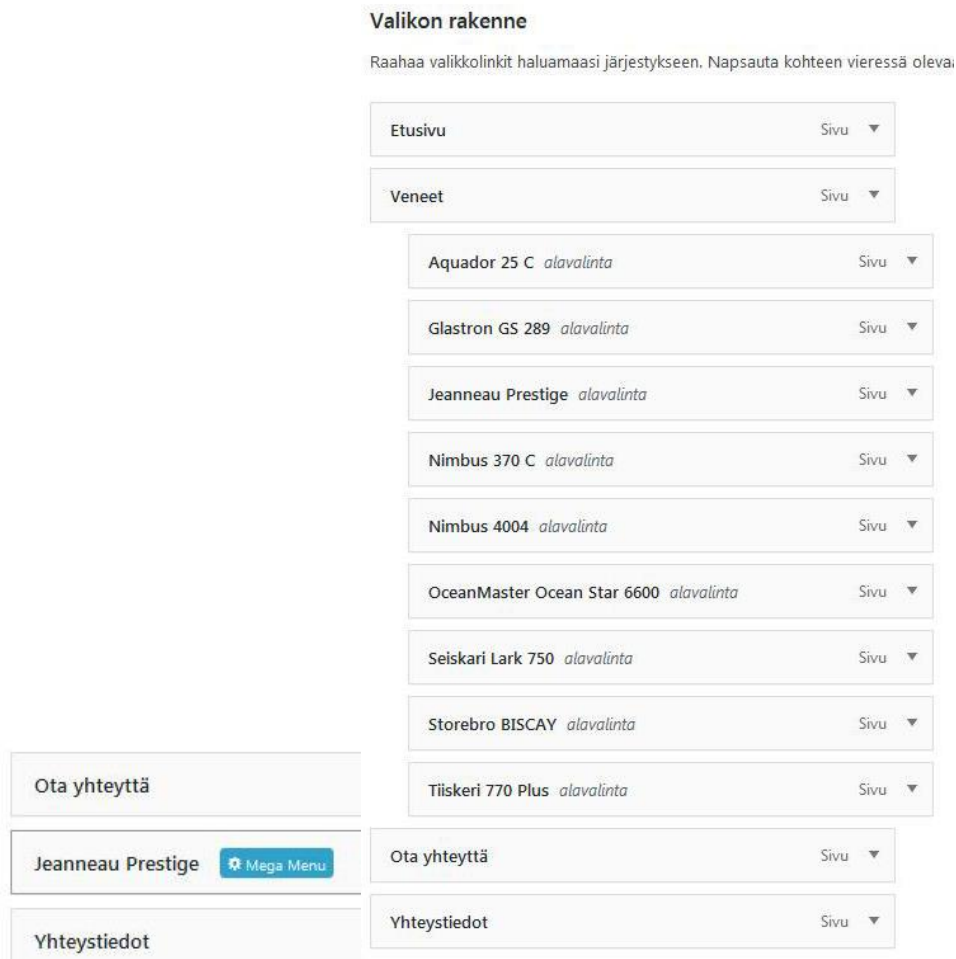 Valikon rakenne
Raahaa valikkolinkit haluamaasi järjestykseen. Napsauta kohteen vieressä
Etusivu Sivu
Veneet Sivu
Aquador 25 C alavalinta Sivu
Glastron GS 289 alavalinta Sivu
Jeanneau Prestige alavalinta Sivu
Nimbus 370 C alavalinta Sivu
Nimbus 4004 alavalinta Sivu
OceanMaster Ocean Star 6600 alavalinta Sivu
Seiskari Lark 750 alavalinta Sivu
Storebro BISCAY alavalinta Sivu
Tiiskeri 770 Plus alavalinta Sivu
Ota yhteyttä Sivu
Yhteystiedot Sivu
Ota yhteyttä
Jeanneau Prestige Mega Menu
Yhteystiedot